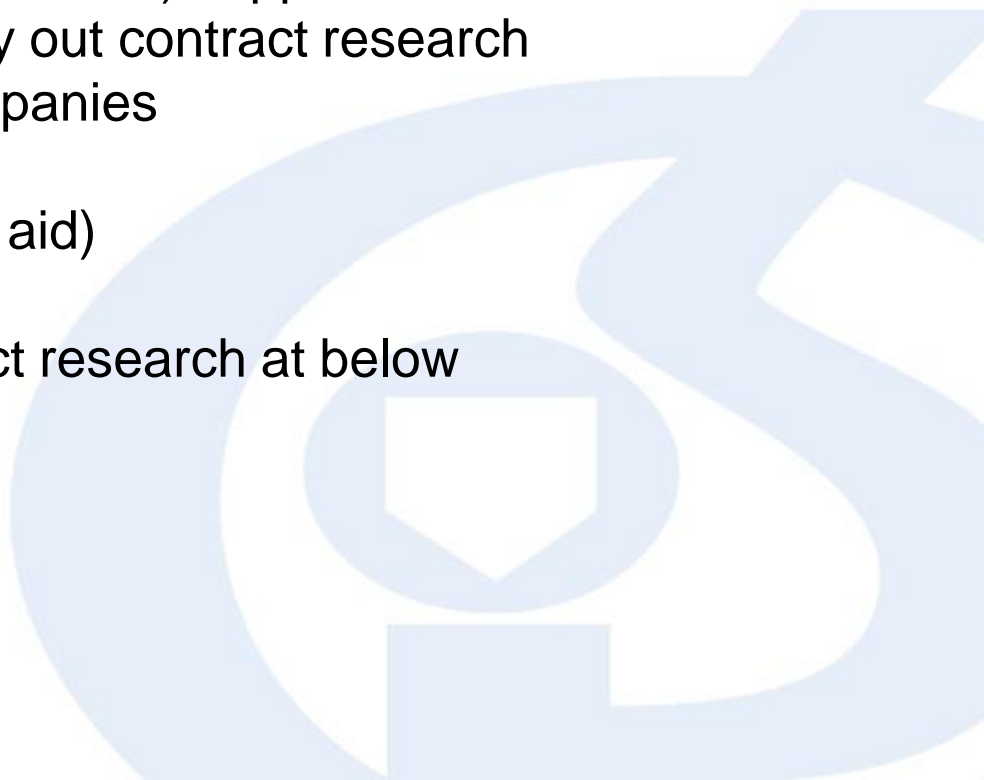 y out contract research
panies
aid)
ct research at below